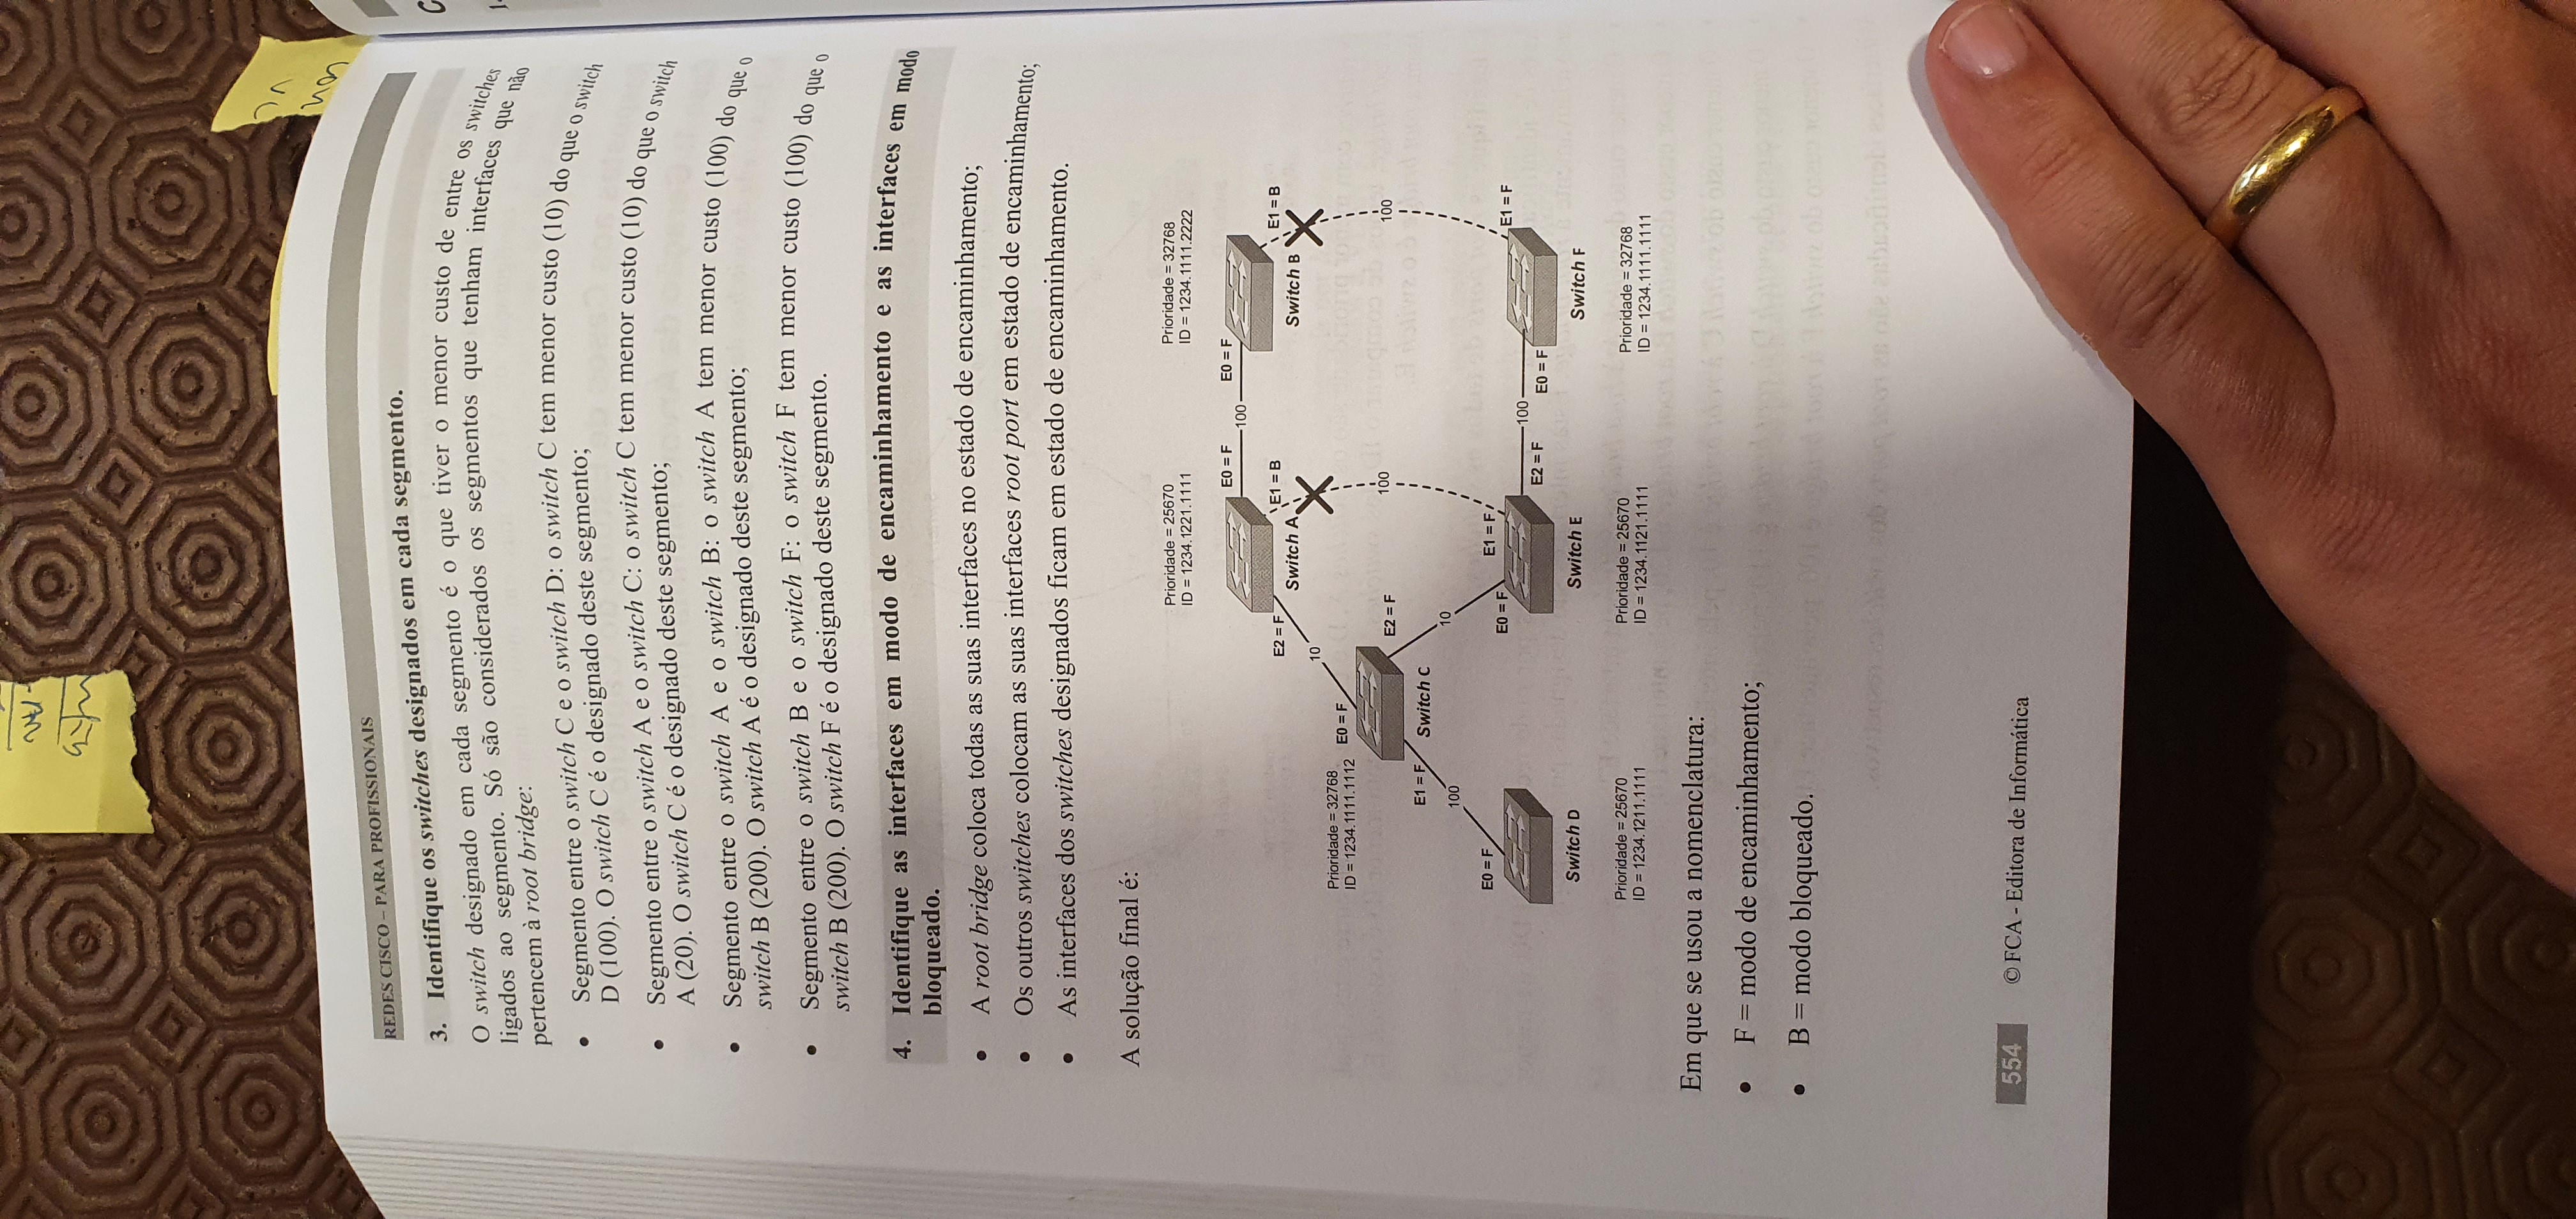 REDES CISCO – PARA PROFISSIONAIS
3. Identifique os switches designados em cada segmento.
O switch designado em cada segmento é o que tiver o menor custo de entre os switches
ligados ao segmento. Só são considerados os segmentos que tenham interfaces que não
pertencem à root bridge:
• Segmento entre o switch C e o switch D: o switch C tem menor custo (10) do que o switch
D (100). O switch C é o designado deste segmento;
• Segmento entre o switch A e o switch C: o switch C tem menor custo (10) do que o switch
A (20). O switch C é o designado deste segmento;
• Segmento entre o switch A e o switch B: o switch A tem menor custo (100) do que o
switch B (200). O switch A é o designado deste segmento;
• Segmento entre o switch B e o switch F: o switch F tem menor custo (100) do que o
switch B (200). O switch F é o designado deste segmento.
4. Identifique as interfaces em modo de encaminhamento e as interfaces em modo
bloqueado.
• A root bridge coloca todas as suas interfaces no estado de encaminhamento;
• Os outros switches colocam as suas interfaces root port em estado de encaminhamento;
• As interfaces dos switches designados ficam em estado de encaminhamento.
A solução final é:
Prioridade = 25670
ID = 1234.1221.1111
Prioridade = 32768
ID = 1234.1111.2222
E0 = F
100
E0 = F
E2 = F
E1 = B
E1 = B
Switch A
Switch B
10
Prioridade = 32768
ID = 1234.1111.1112
E0 = F
E2 = F
100
100
E1 = F
Switch C
100
10
E0 = F
E0 = F
E1 = F
E1 = F
100
E2 = F
E0 = F
Switch D
Switch E
Switch F
Prioridade = 25670
ID = 1234.1211.1111
Prioridade = 25670
ID = 1234.1121.1111
Prioridade = 32768
ID = 1234.1111.1111
Em que se usou a nomenclatura:
• F = modo de encaminhamento;
• B = modo bloqueado.
554 © FCA - Editora de Informática